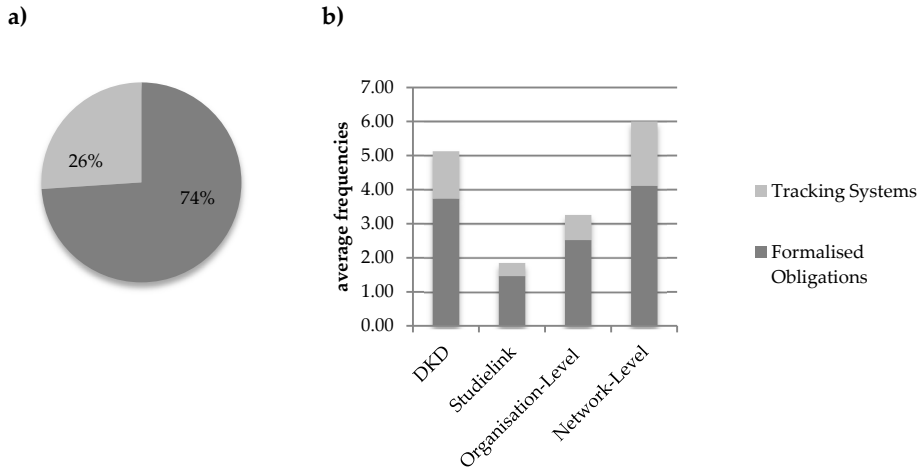 a)
26%
74%
b)
average frequencies
7.00
6.00
5.00
4.00
3.00
2.00
1.00
0.00
DKD
Studielink
Organisation-Level
Network-Level
Tracking Systems
Formalised
Obligations